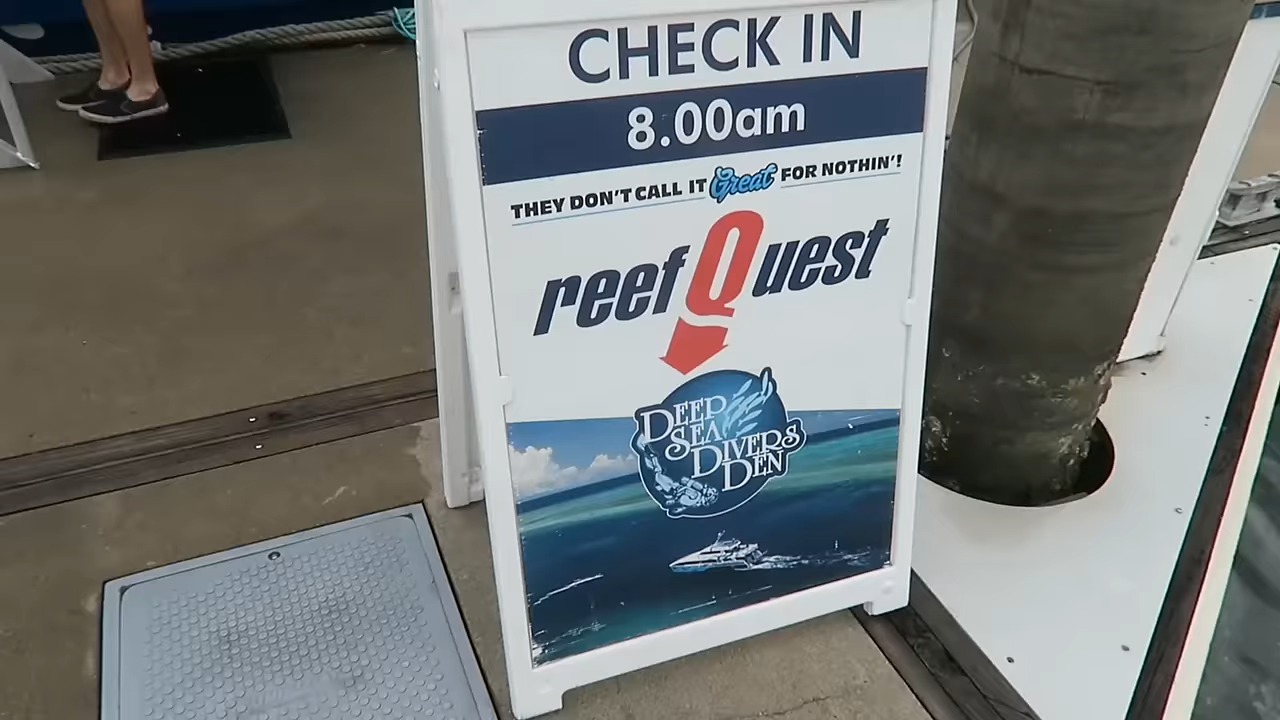 CHECK IN
8.00am
THEY DON'T CALL IT Great FOR NOTHIN'!
reefQuest
DEEP
SEA
DIVERS
DEN